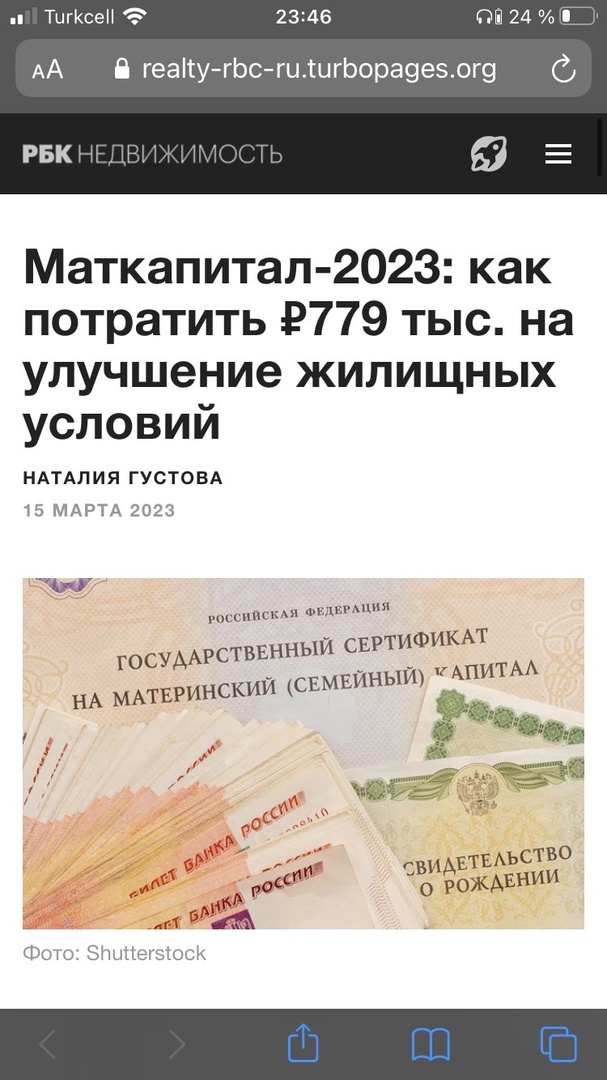 Turkcell 23:46 24 %
AA realty-rbc-ru.turbopages.org
РБК НЕДВИЖИМОСТЬ
Маткапитал-2023: как
потратить ₽779 тыс. на
улучшение жилищных
условий
НАТАЛИЯ ГУСТОВА
15 МАРТА 2023
РОССИЙСКАЯ ФЕДЕРАЦИЯ
ГОСУДАРСТВЕННЫЙ СЕРТИФИКАТ
НА МАТЕРИНСКИЙ (СЕМЕЙНЫЙ) КАПИТАЛ
РОССИИ
БИЛЕТ БАНКА РОССИИ
БИЛЕТ БАНКА РОССИИ
СВИДЕТЕЛЬСТВО
О РОЖДЕНИИ
Фото: Shutterstock